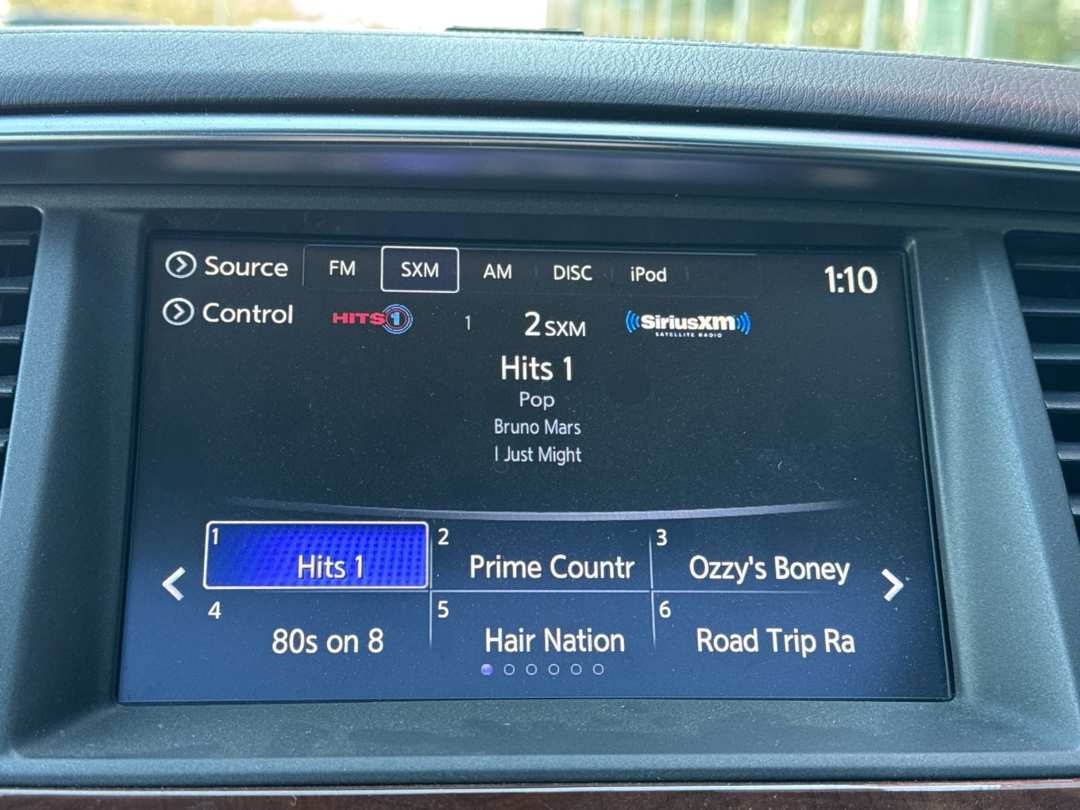 Source FM SXM AM DISC iPod 1:10
Control HITS 1 1 2 SXM ((SiriusXM))
SATELLITE RADIO
Hits 1
Pop
Bruno Mars
I Just Might
1 Hits 1 2 Prime Countr 3 Ozzy's Boney
4 80s on 8 5 Hair Nation 6 Road Trip Ra